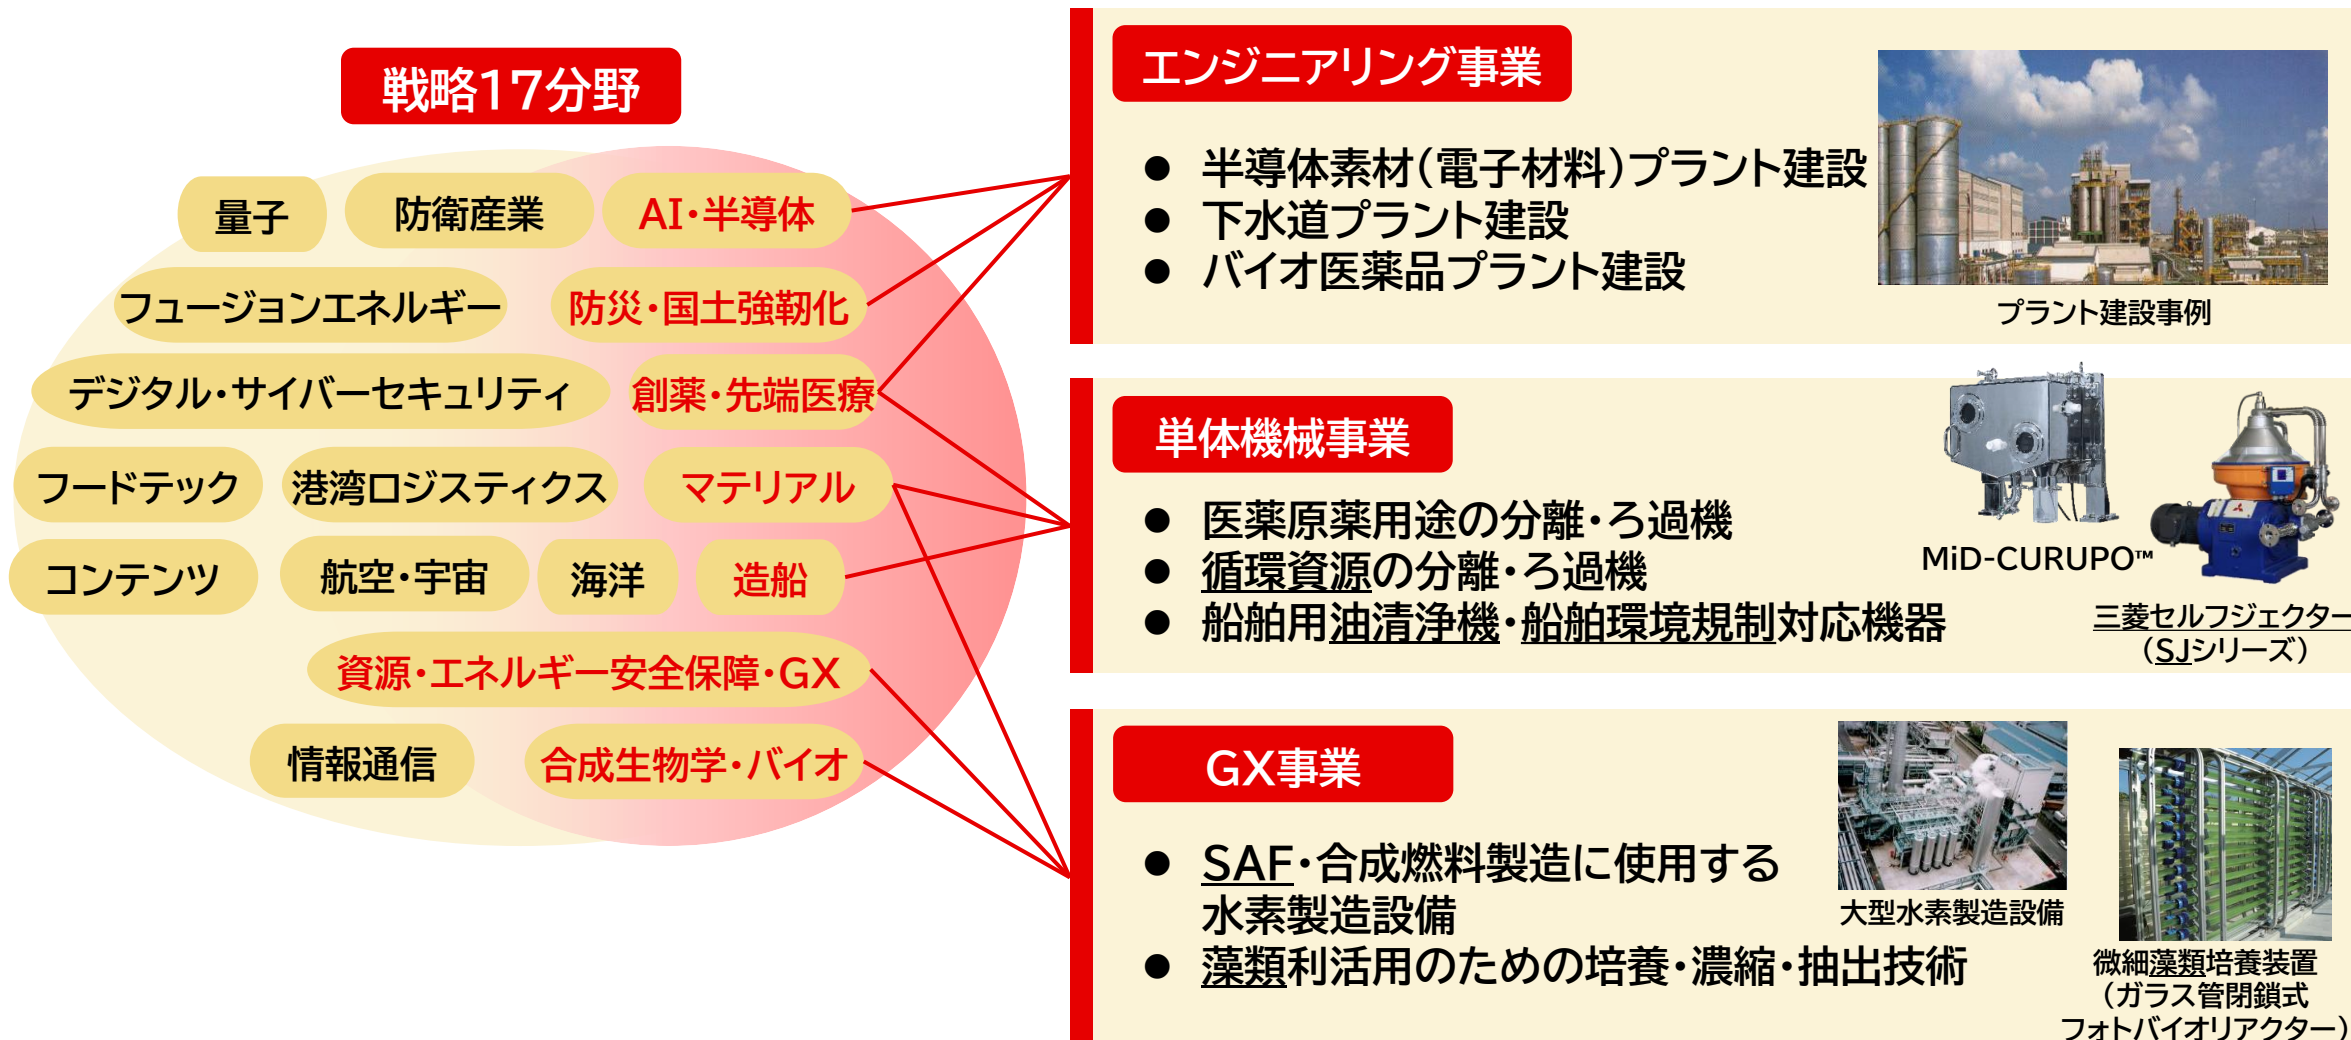 戦略17分野
量子
防衛産業
AI・半導体
フュージョンエネルギー
防災・国土強靭化
デジタル・サイバーセキュリティ
創薬・先端医療
フードテック
港湾ロジスティクス
マテリアル
コンテンツ
航空・宇宙
海洋
造船
資源・エネルギー安全保障・GX
情報通信
合成生物学・バイオ
エンジニアリング事業
● 半導体素材(電子材料)プラント建設
● 下水道プラント建設
● バイオ医薬品プラント建設
プラント建設事例
単体機械事業
● 医薬原薬用途の分離・ろ過機
● 循環資源の分離・ろ過機
● 船舶用油清浄機・船舶環境規制対応機器
MiD-CURUPO™
三菱セルフジェクター
(SJシリーズ)
GX事業
● SAF・合成燃料製造に使用する
水素製造設備
● 藻類利活用のための培養・濃縮・抽出技術
大型水素製造設備
微細藻類培養装置
(ガラス管閉鎖式
フォトバイオリアクター)